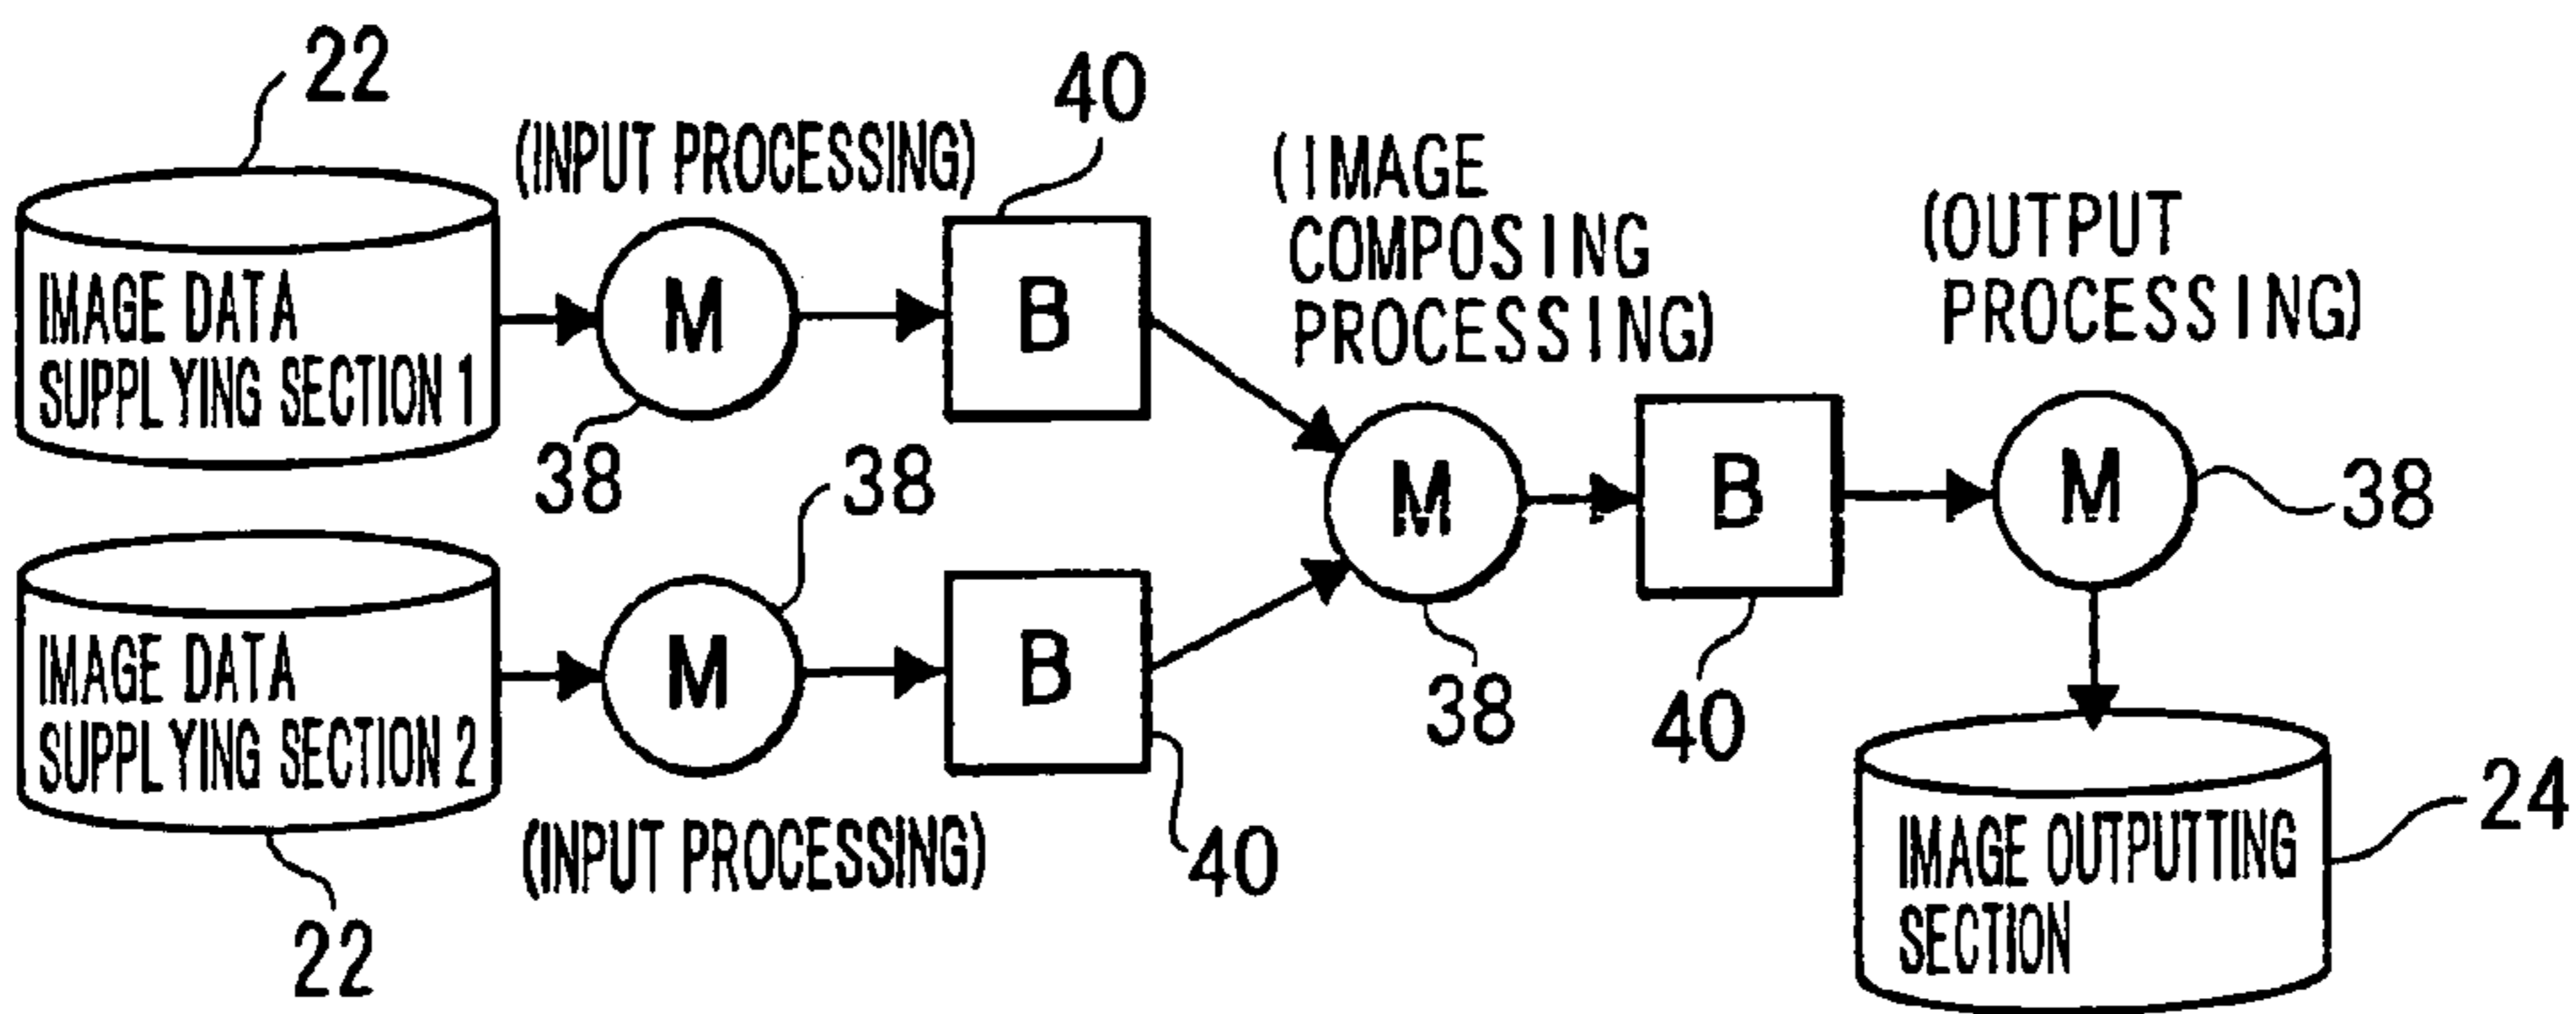 22
(INPUT PROCESSING)
40
(IMAGE
COMPOSING
PROCESSING)
(OUTPUT
PROCESSING)
IMAGE DATA
SUPPLYING SECTION 1
M
B
38
38
M
B
M
38
IMAGE DATA
SUPPLYING SECTION 2
M
B
38
40
(INPUT PROCESSING)
40
22
IMAGE OUTPUTTING
SECTION
24